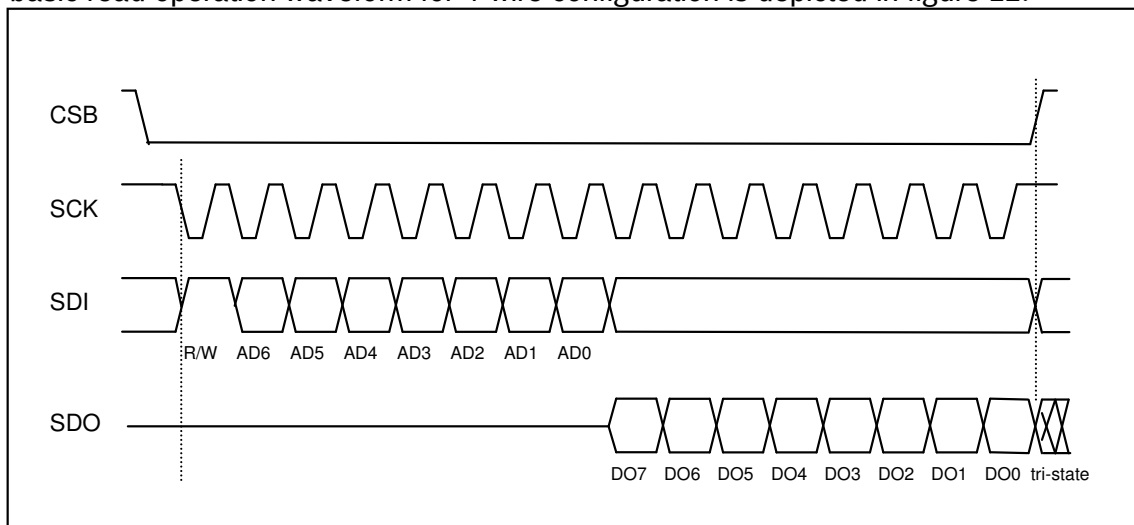 basic read operation waveform for 4-wire configuration is depicted in figure 22:
CSB
SCK
SDI
R/W AD6 AD5 AD4 AD3 AD2 AD1 AD0
SDO
DO7 DO6 DO5 DO4 DO3 DO2 DO1 DO0 tri-state